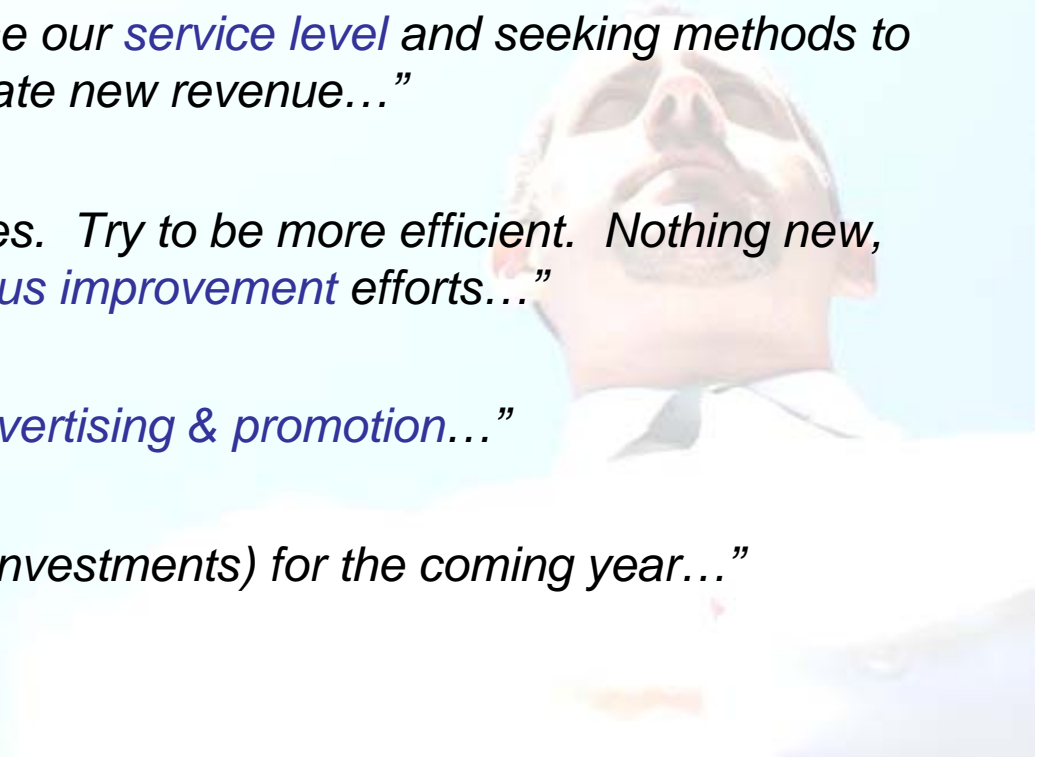 e our service level and seeking methods to
ate new revenue…”
es. Try to be more efficient. Nothing new,
us improvement efforts…”
vertising & promotion…”
nvestments) for the coming year…”